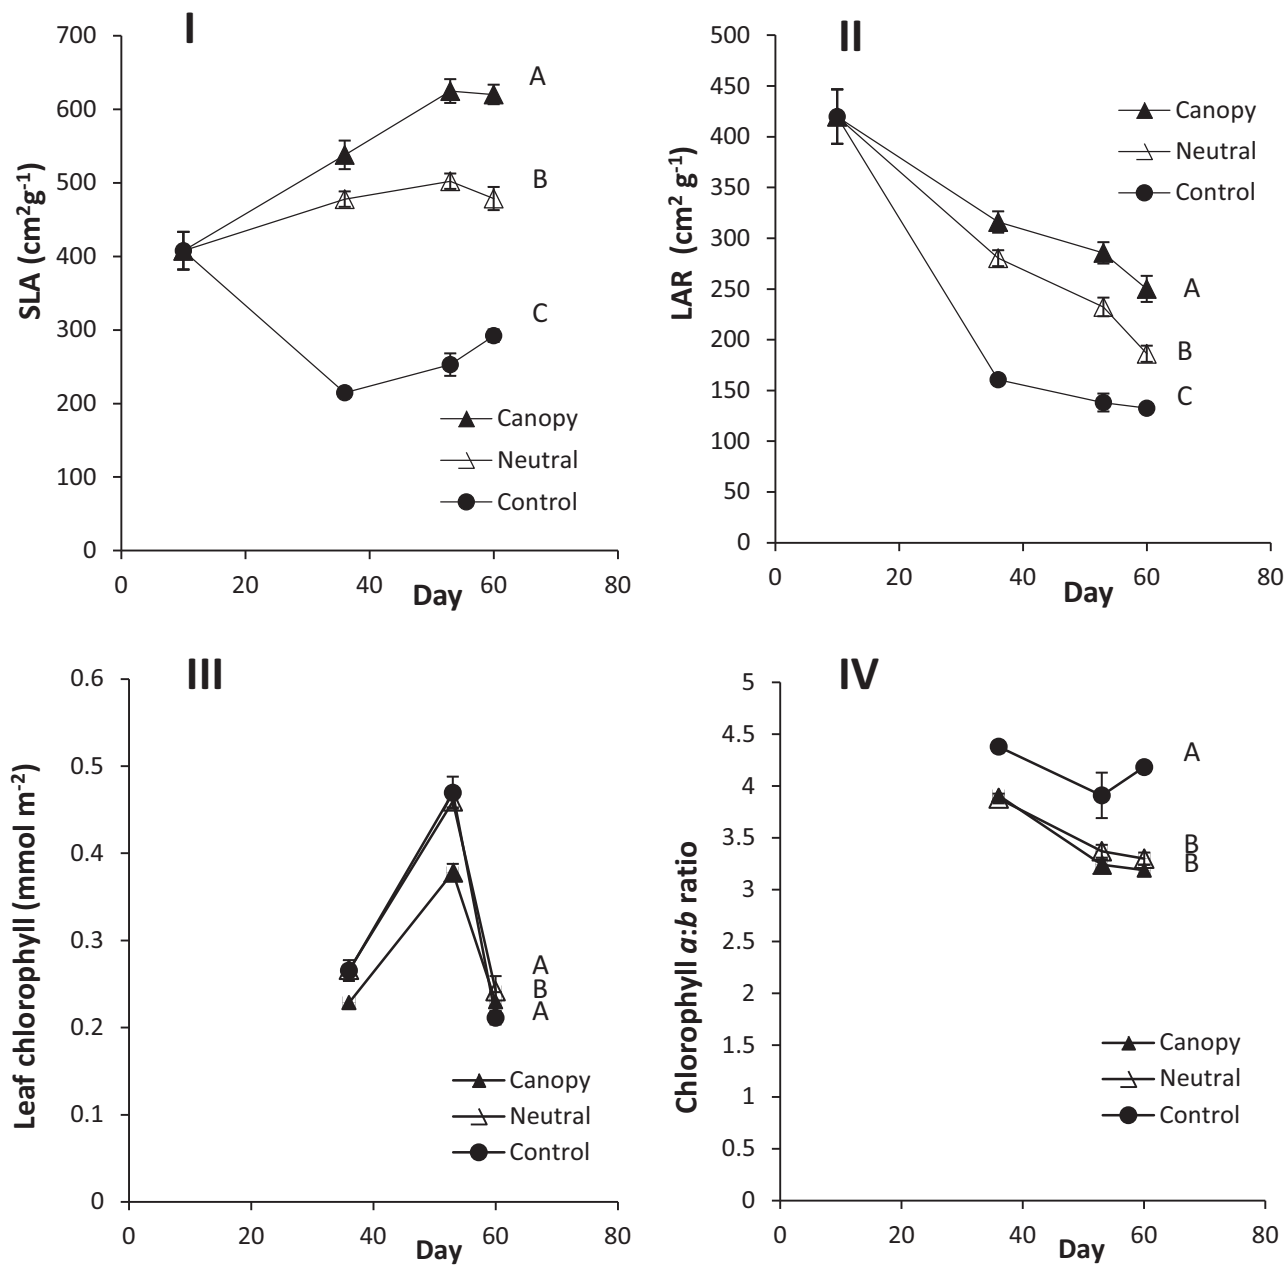 I
SLA (cm²g⁻¹)
700
600
500
400
300
200
100
0
0 20 40 60 80
Day
A
B
C
Canopy
Neutral
Control
II
LAR (cm² g⁻¹)
500
450
400
350
300
250
200
150
100
50
0
0 20 40 60 80
Day
Canopy
Neutral
Control
A
B
C
III
Leaf chlorophyll (mmol m⁻²)
0.6
0.5
0.4
0.3
0.2
0.1
0
0 20 40 60 80
Day
A
B
A
Canopy
Neutral
Control
IV
Chlorophyll a:b ratio
5
4.5
4
3.5
3
2.5
2
1.5
1
0.5
0
0 20 40 60 80
Day
A
B
B
Canopy
Neutral
Control